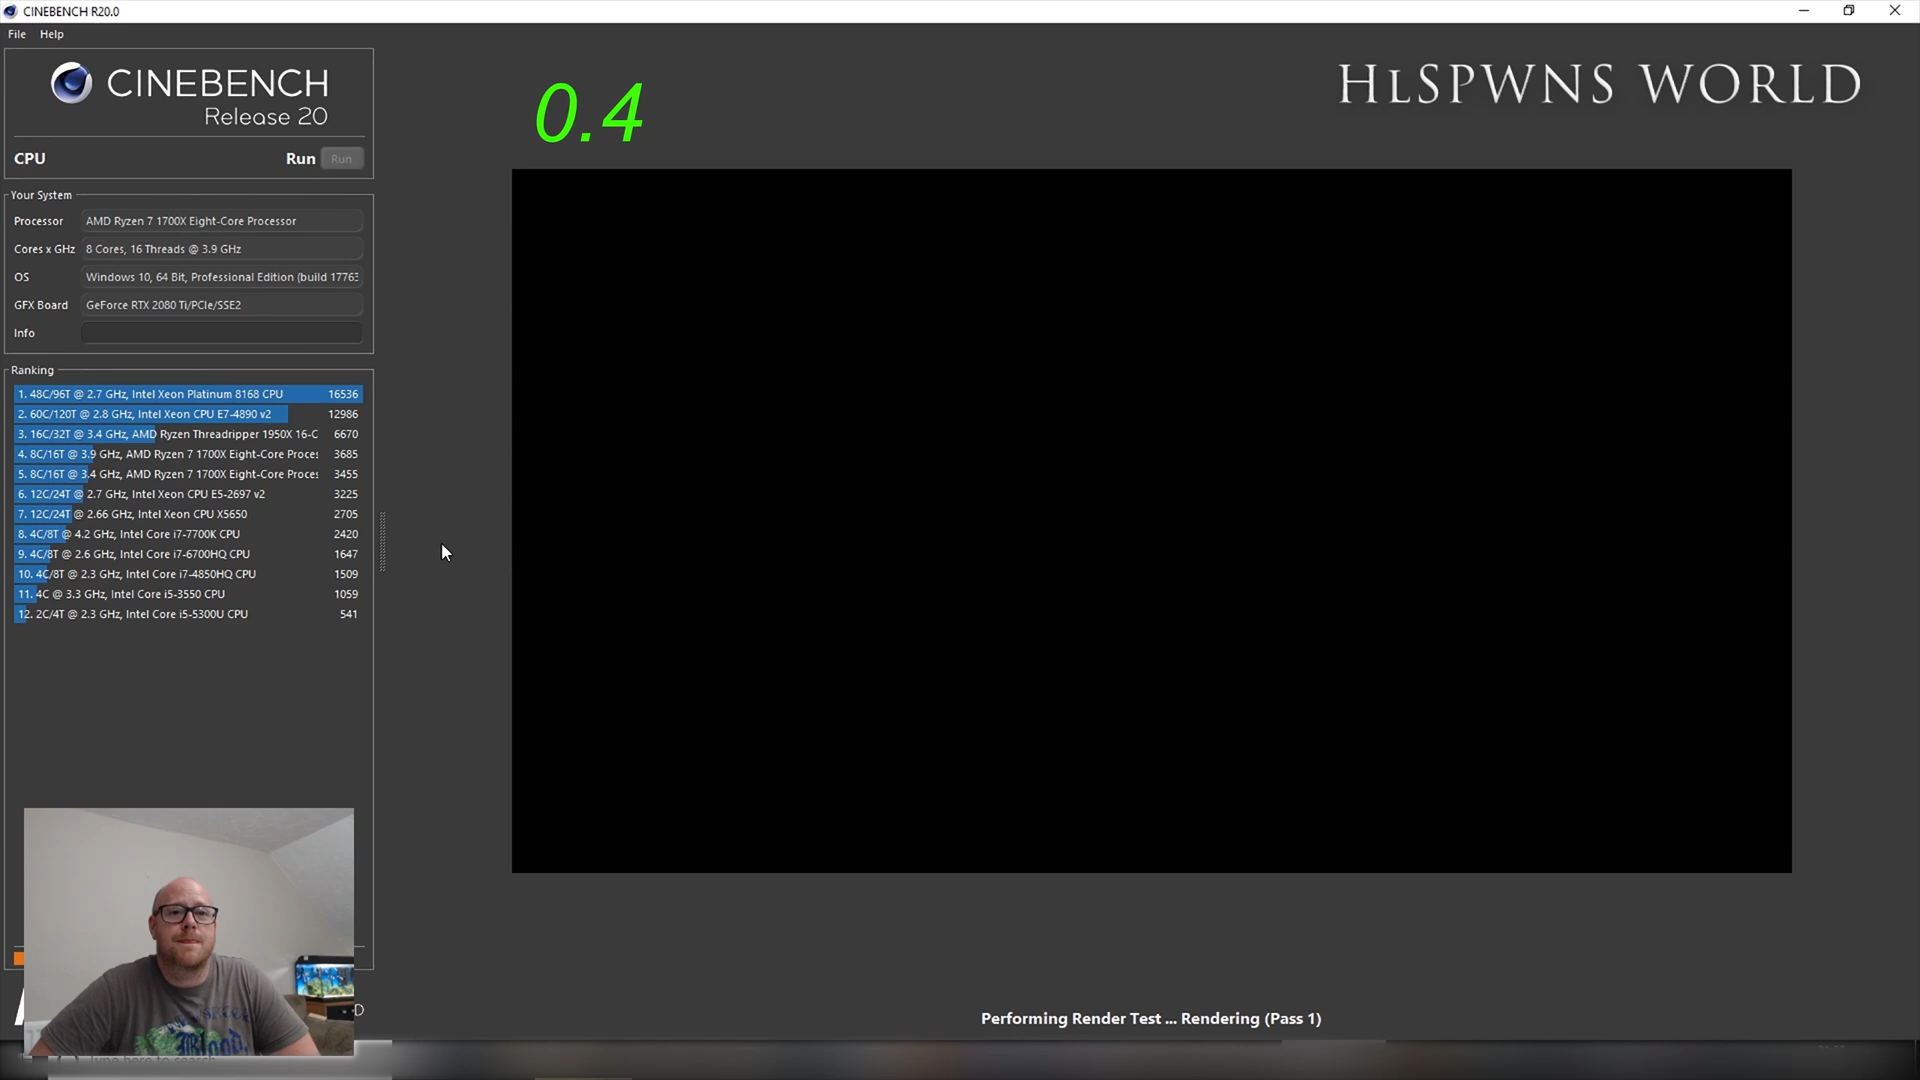 CINEBENCH R20.0
File Help
CINEBENCH
Release 20
0.4
HLSPWNS WORLD
CPU Run Run
Your System
Processor AMD Ryzen 7 1700X Eight-Core Processor
Cores x GHz 8 Cores, 16 Threads @ 3.9 GHz
OS Windows 10, 64 Bit, Professional Edition (build 17763
GFX Board GeForce RTX 2080 Ti/PCIe/SSE2
Info
Ranking
1. 48C/96T @ 2.7 GHz, Intel Xeon Platinum 8168 CPU 16536
2. 60C/120T @ 2.8 GHz, Intel Xeon CPU E7-4890 v2 12986
3. 16C/32T @ 3.4 GHz, AMD Ryzen Threadripper 1950X 16-C 6670
4. 8C/16T @ 3.9 GHz, AMD Ryzen 7 1700X Eight-Core Proces 3685
5. 8C/16T @ 3.4 GHz, AMD Ryzen 7 1700X Eight-Core Proces 3455
6. 12C/24T @ 2.7 GHz, Intel Xeon CPU E5-2697 v2 3225
7. 12C/24T @ 2.66 GHz, Intel Xeon CPU X5650 2705
8. 4C/8T @ 4.2 GHz, Intel Core i7-7700K CPU 2420
9. 4C/8T @ 2.6 GHz, Intel Core i7-6700HQ CPU 1647
10. 4C/8T @ 2.3 GHz, Intel Core i7-4850HQ CPU 1509
11. 4C @ 3.3 GHz, Intel Core i5-3550 CPU 1059
12. 2C/4T @ 2.3 GHz, Intel Core i5-5300U CPU 541
Performing Render Test ... Rendering (Pass 1)
Type here to search